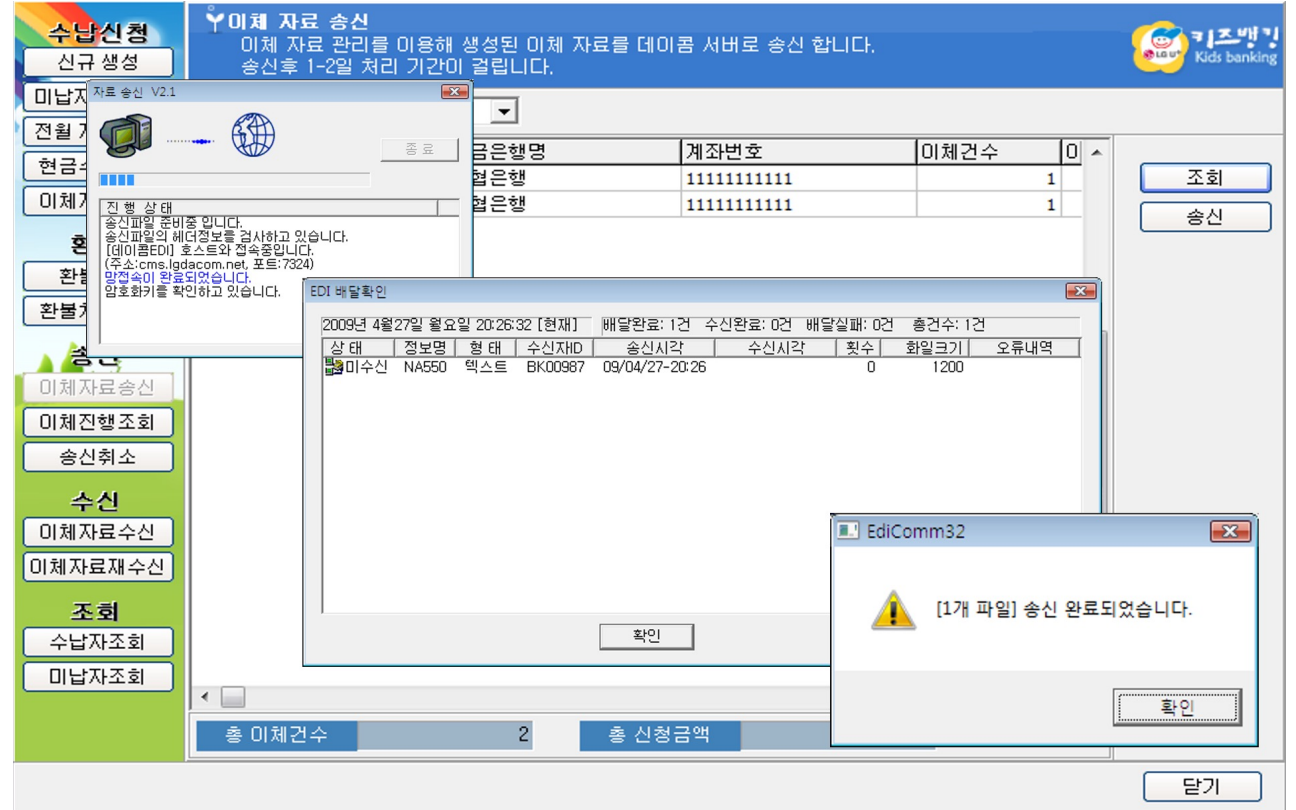 수납신청
신규 생성
미납자
전월
현금
이체
환불
송신
이체자료송신
이체진행조회
송신취소
수신
이체자료수신
이체자료재수신
조회
수납자조회
미납자조회
이체 자료 송신
이체 자료 관리를 이용해 생성된 이체 자료를 데이콤 서버로 송신 합니다.
송신후 1-2일 처리 기간이 걸립니다.
키즈뱅킹
LG U+ Kids banking
금은행명 계좌번호 이체건수
협은행 11111111111 1
협은행 11111111111 1
조회
송신
자료 송신 V2.1
종료
진행 상태
송신파일 준비중 입니다.
송신파일의 헤더정보를 검사하고 있습니다.
[데이콤EDI] 호스트와 접속중입니다.
(주소:cms.lgdacom.net, 포트:7324)
망접속이 완료되었습니다.
암호화키를 확인하고 있습니다.
EDI 배달확인
2009년 4월27일 월요일 20:26:32 [현재] 배달완료: 1건 수신완료: 0건 배달실패: 0건 총건수: 1건
상태 정보명 형태 수신자ID 송신시각 수신시각 횟수 화일크기 오류내역
미수신 NA550 텍스트 BK00987 09/04/27-20:26 0 1200
확인
EdiComm32
[1개 파일] 송신 완료되었습니다.
확인
총 이체건수 2 총 신청금액
닫기